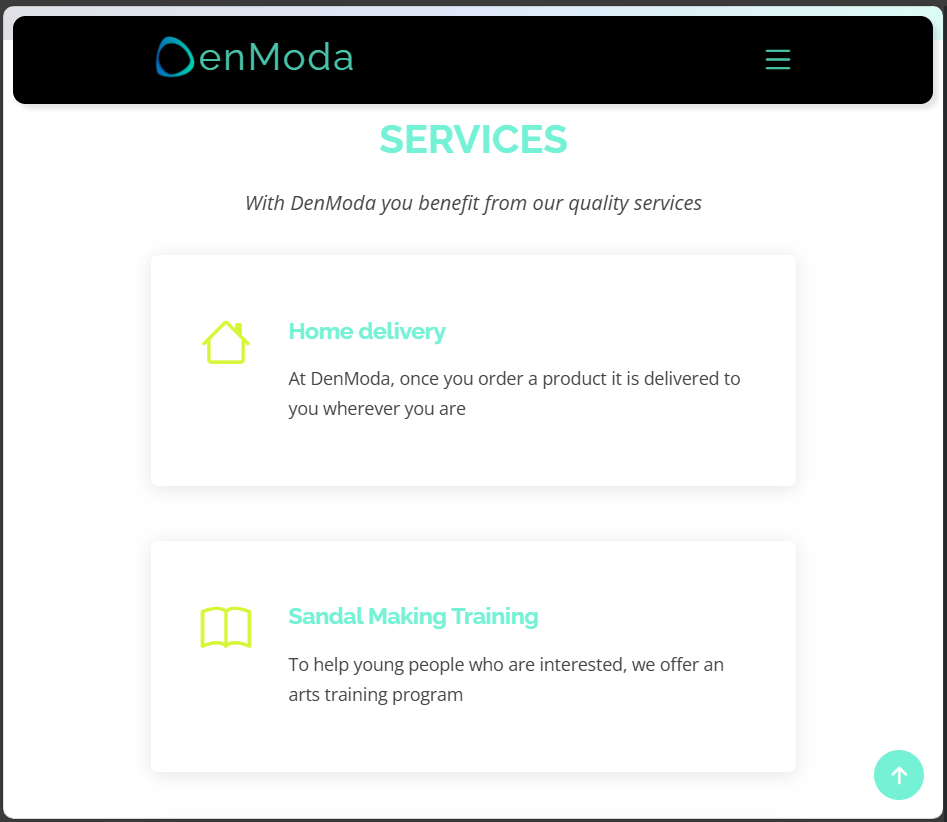 DenModa
SERVICES
With DenModa you benefit from our quality services
Home delivery
At DenModa, once you order a product it is delivered to
you wherever you are
Sandal Making Training
To help young people who are interested, we offer an
arts training program